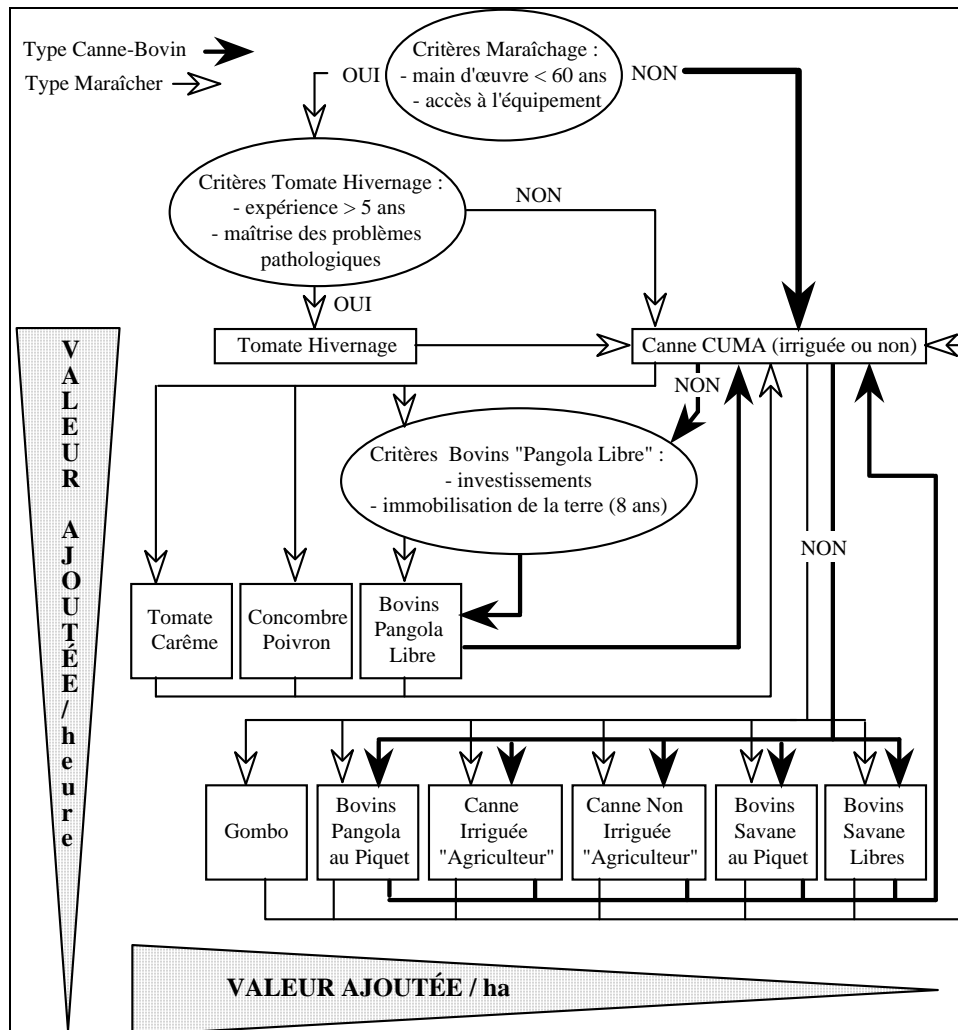 Type Canne-Bovin
Type Maraîcher
Critères Maraîchage :
- main d'œuvre < 60 ans
- accès à l'équipement
OUI
NON
Critères Tomate Hivernage :
- expérience > 5 ans
- maîtrise des problèmes
pathologiques
NON
OUI
Tomate Hivernage
Canne CUMA (irriguée ou non)
NON
Critères Bovins "Pangola Libre" :
- investissements
- immobilisation de la terre (8 ans)
NON
Tomate
Carême
Concombre
Poivron
Bovins
Pangola
Libre
Gombo
Bovins
Pangola
au Piquet
Canne
Irriguée
"Agriculteur"
Canne Non
Irriguée
"Agriculteur"
Bovins
Savane
au Piquet
Bovins
Savane
Libres
VALEUR AJOUTÉE/heure
VALEUR AJOUTÉE / ha